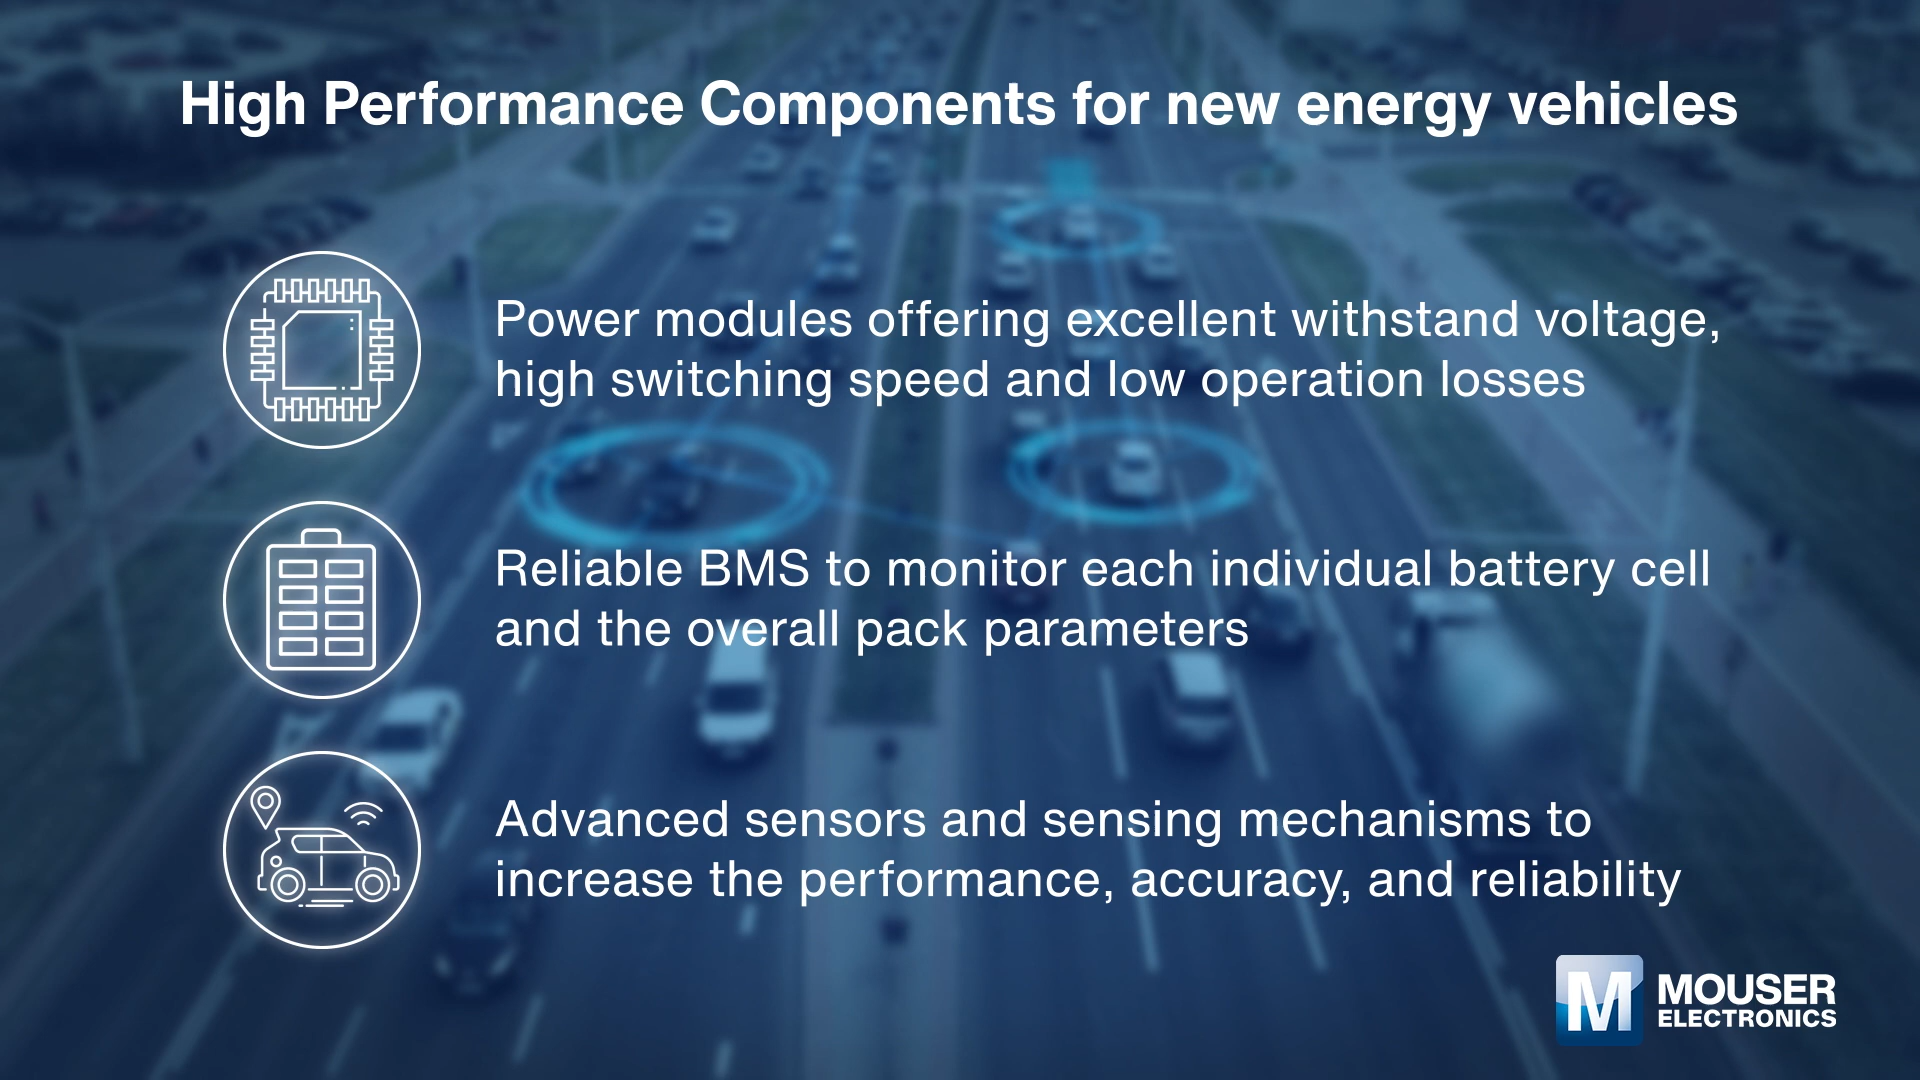 High Performance Components for new energy vehicles
Power modules offering excellent withstand voltage,
high switching speed and low operation losses
Reliable BMS to monitor each individual battery cell
and the overall pack parameters
Advanced sensors and sensing mechanisms to
increase the performance, accuracy, and reliability
M
MOUSER
ELECTRONICS